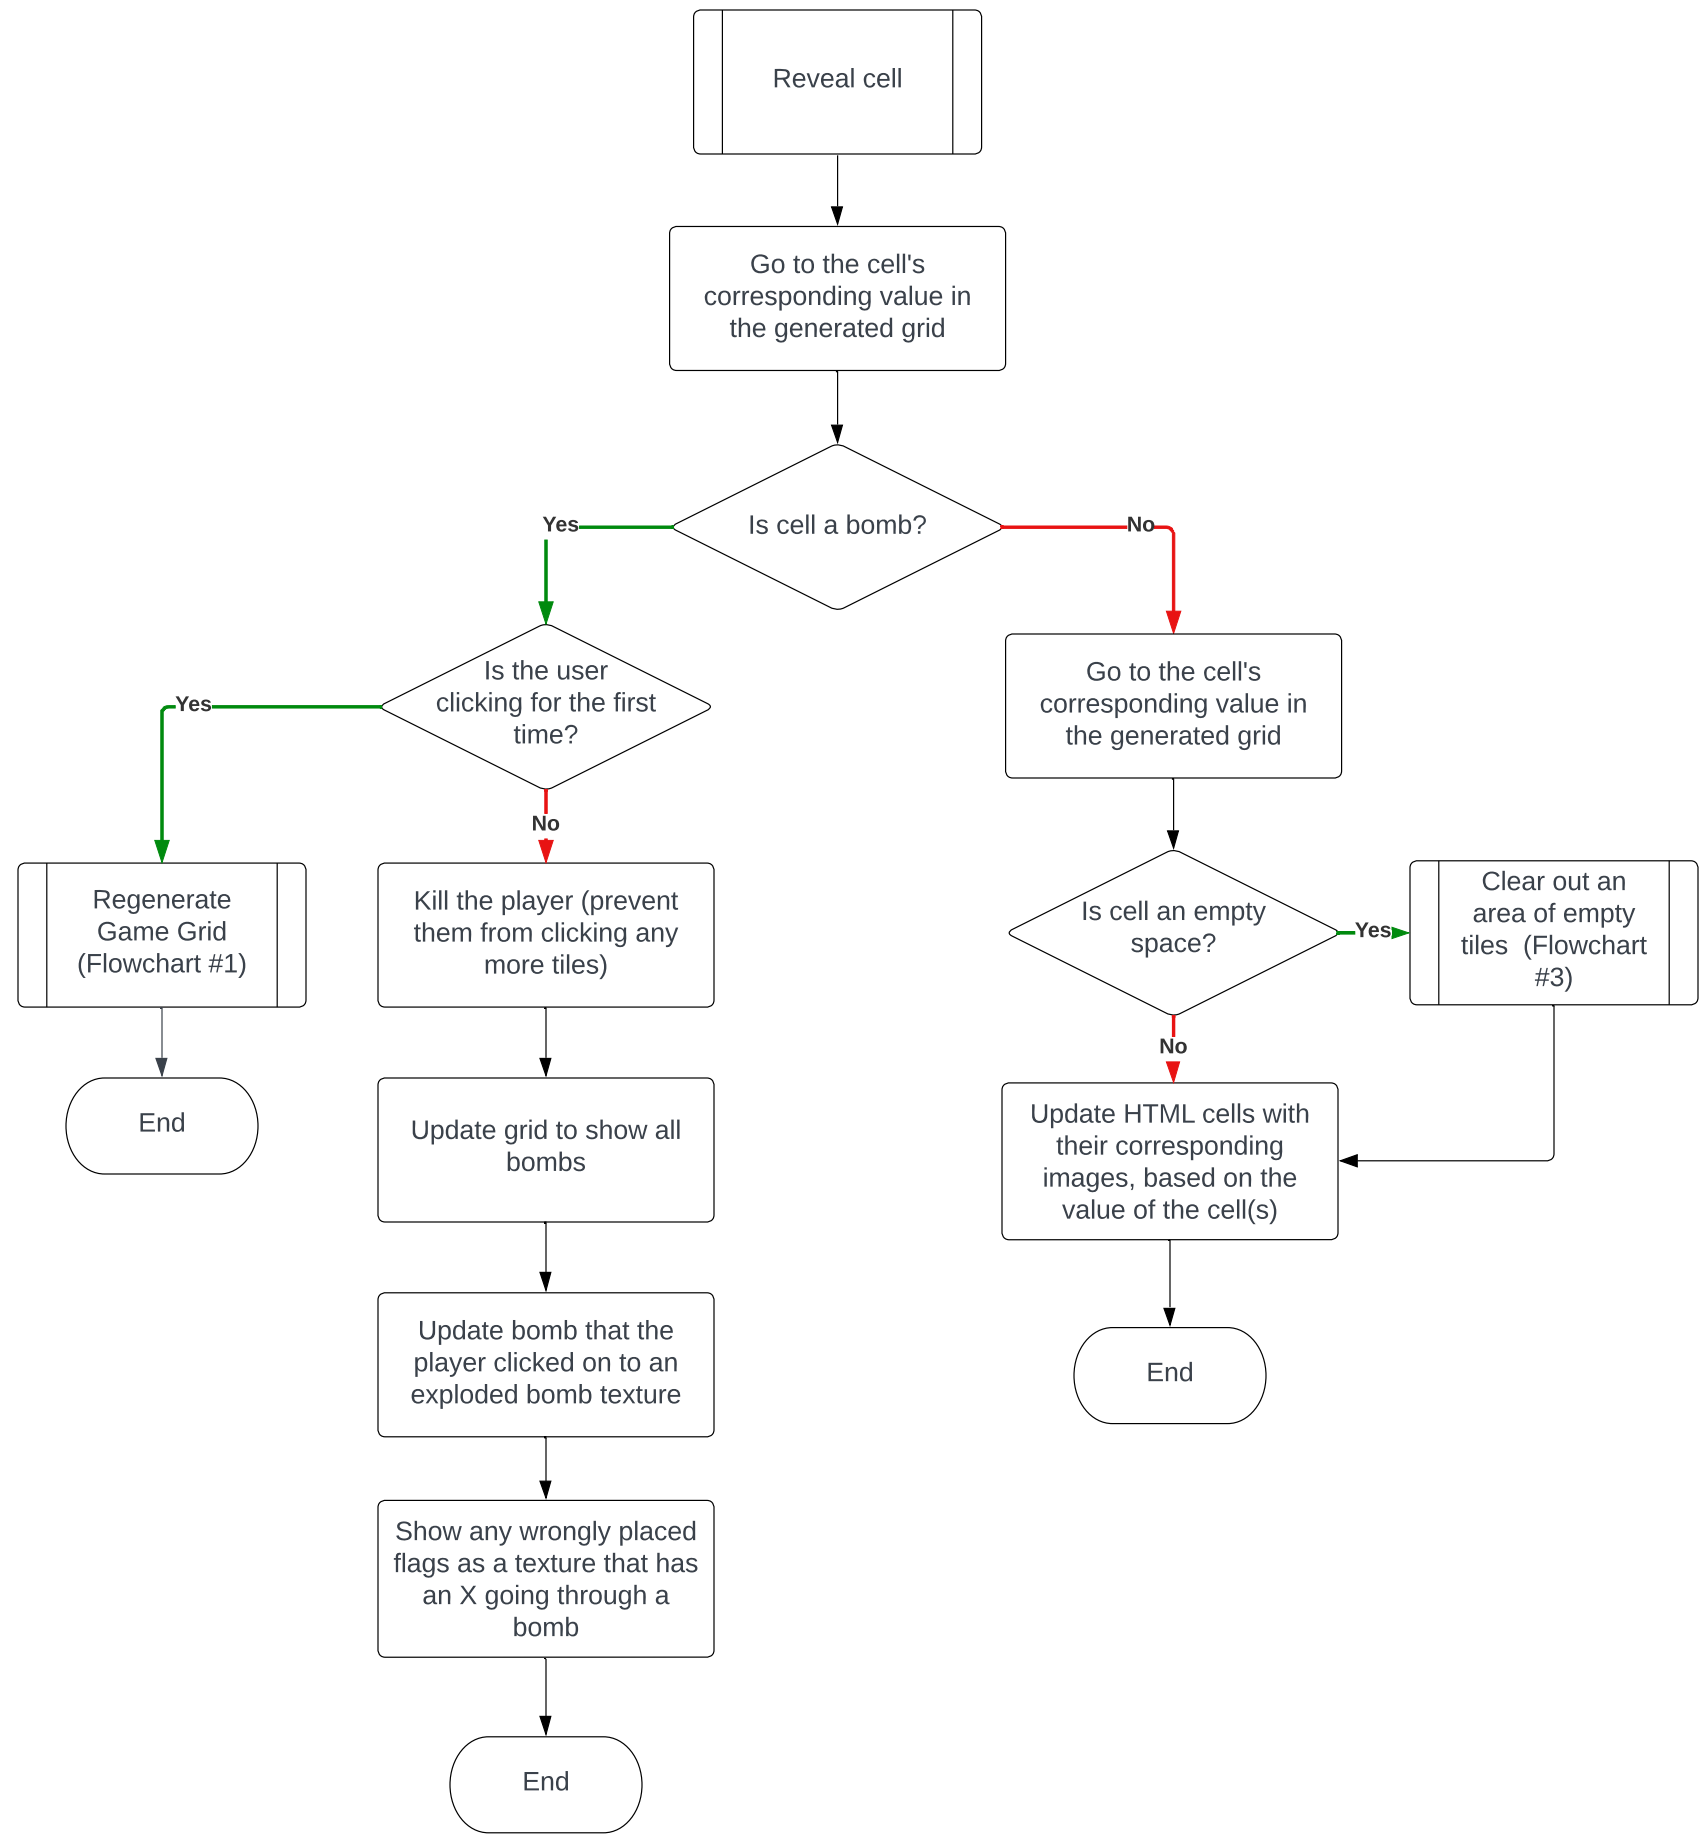 Reveal cell
Go to the cell's
corresponding value in
the generated grid
Is cell a bomb?
Yes
No
Is the user
clicking for the first
time?
Yes
No
Go to the cell's
corresponding value in
the generated grid
Regenerate
Game Grid
(Flowchart #1)
End
Kill the player (prevent
them from clicking any
more tiles)
Update grid to show all
bombs
Update bomb that the
player clicked on to an
exploded bomb texture
Show any wrongly placed
flags as a texture that has
an X going through a
bomb
End
Is cell an empty
space?
Yes
No
Clear out an
area of empty
tiles  (Flowchart
#3)
Update HTML cells with
their corresponding
images, based on the
value of the cell(s)
End